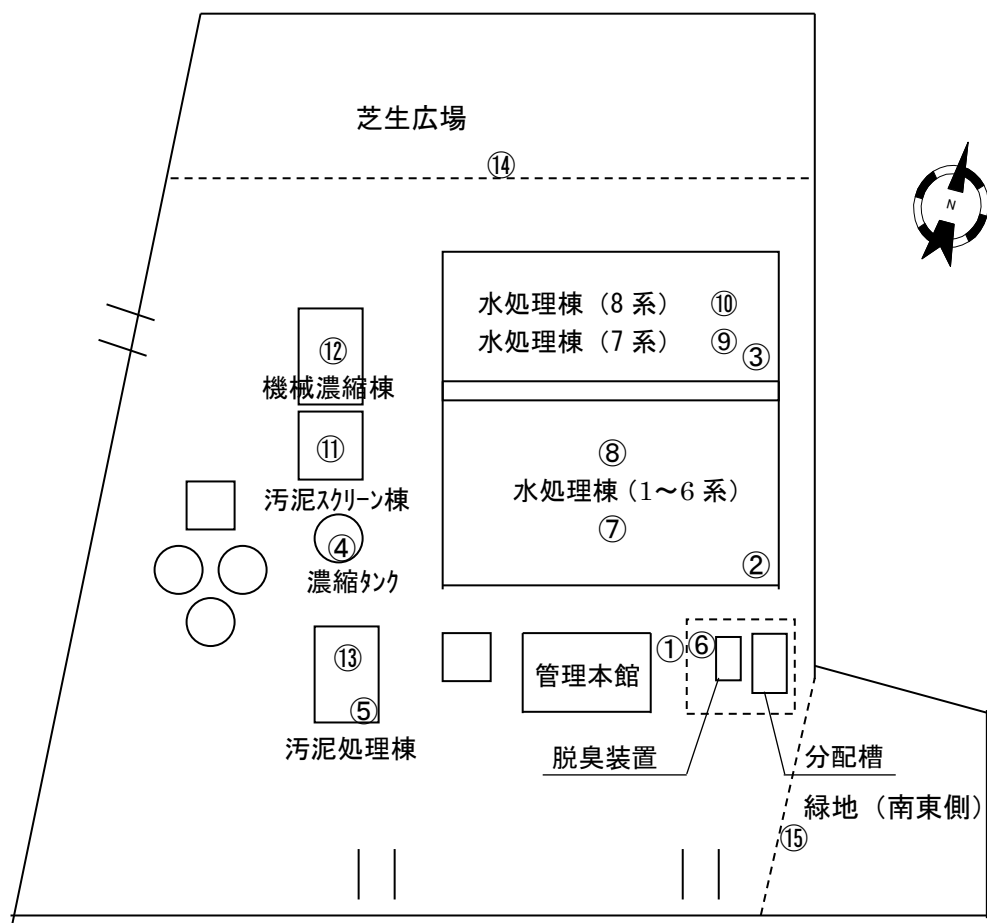 芝生広場
⑭
N
水処理棟（8 系） ⑩
水処理棟（7 系） ⑨
③
⑫
機械濃縮棟
⑪
汚泥ｽｸﾘｰﾝ棟
⑧
水処理棟（1～6 系）
⑦
④
濃縮ﾀﾝｸ
②
⑬
⑤
汚泥処理棟
管理本館
①
⑥
脱臭装置
分配槽
緑地（南東側）
⑮